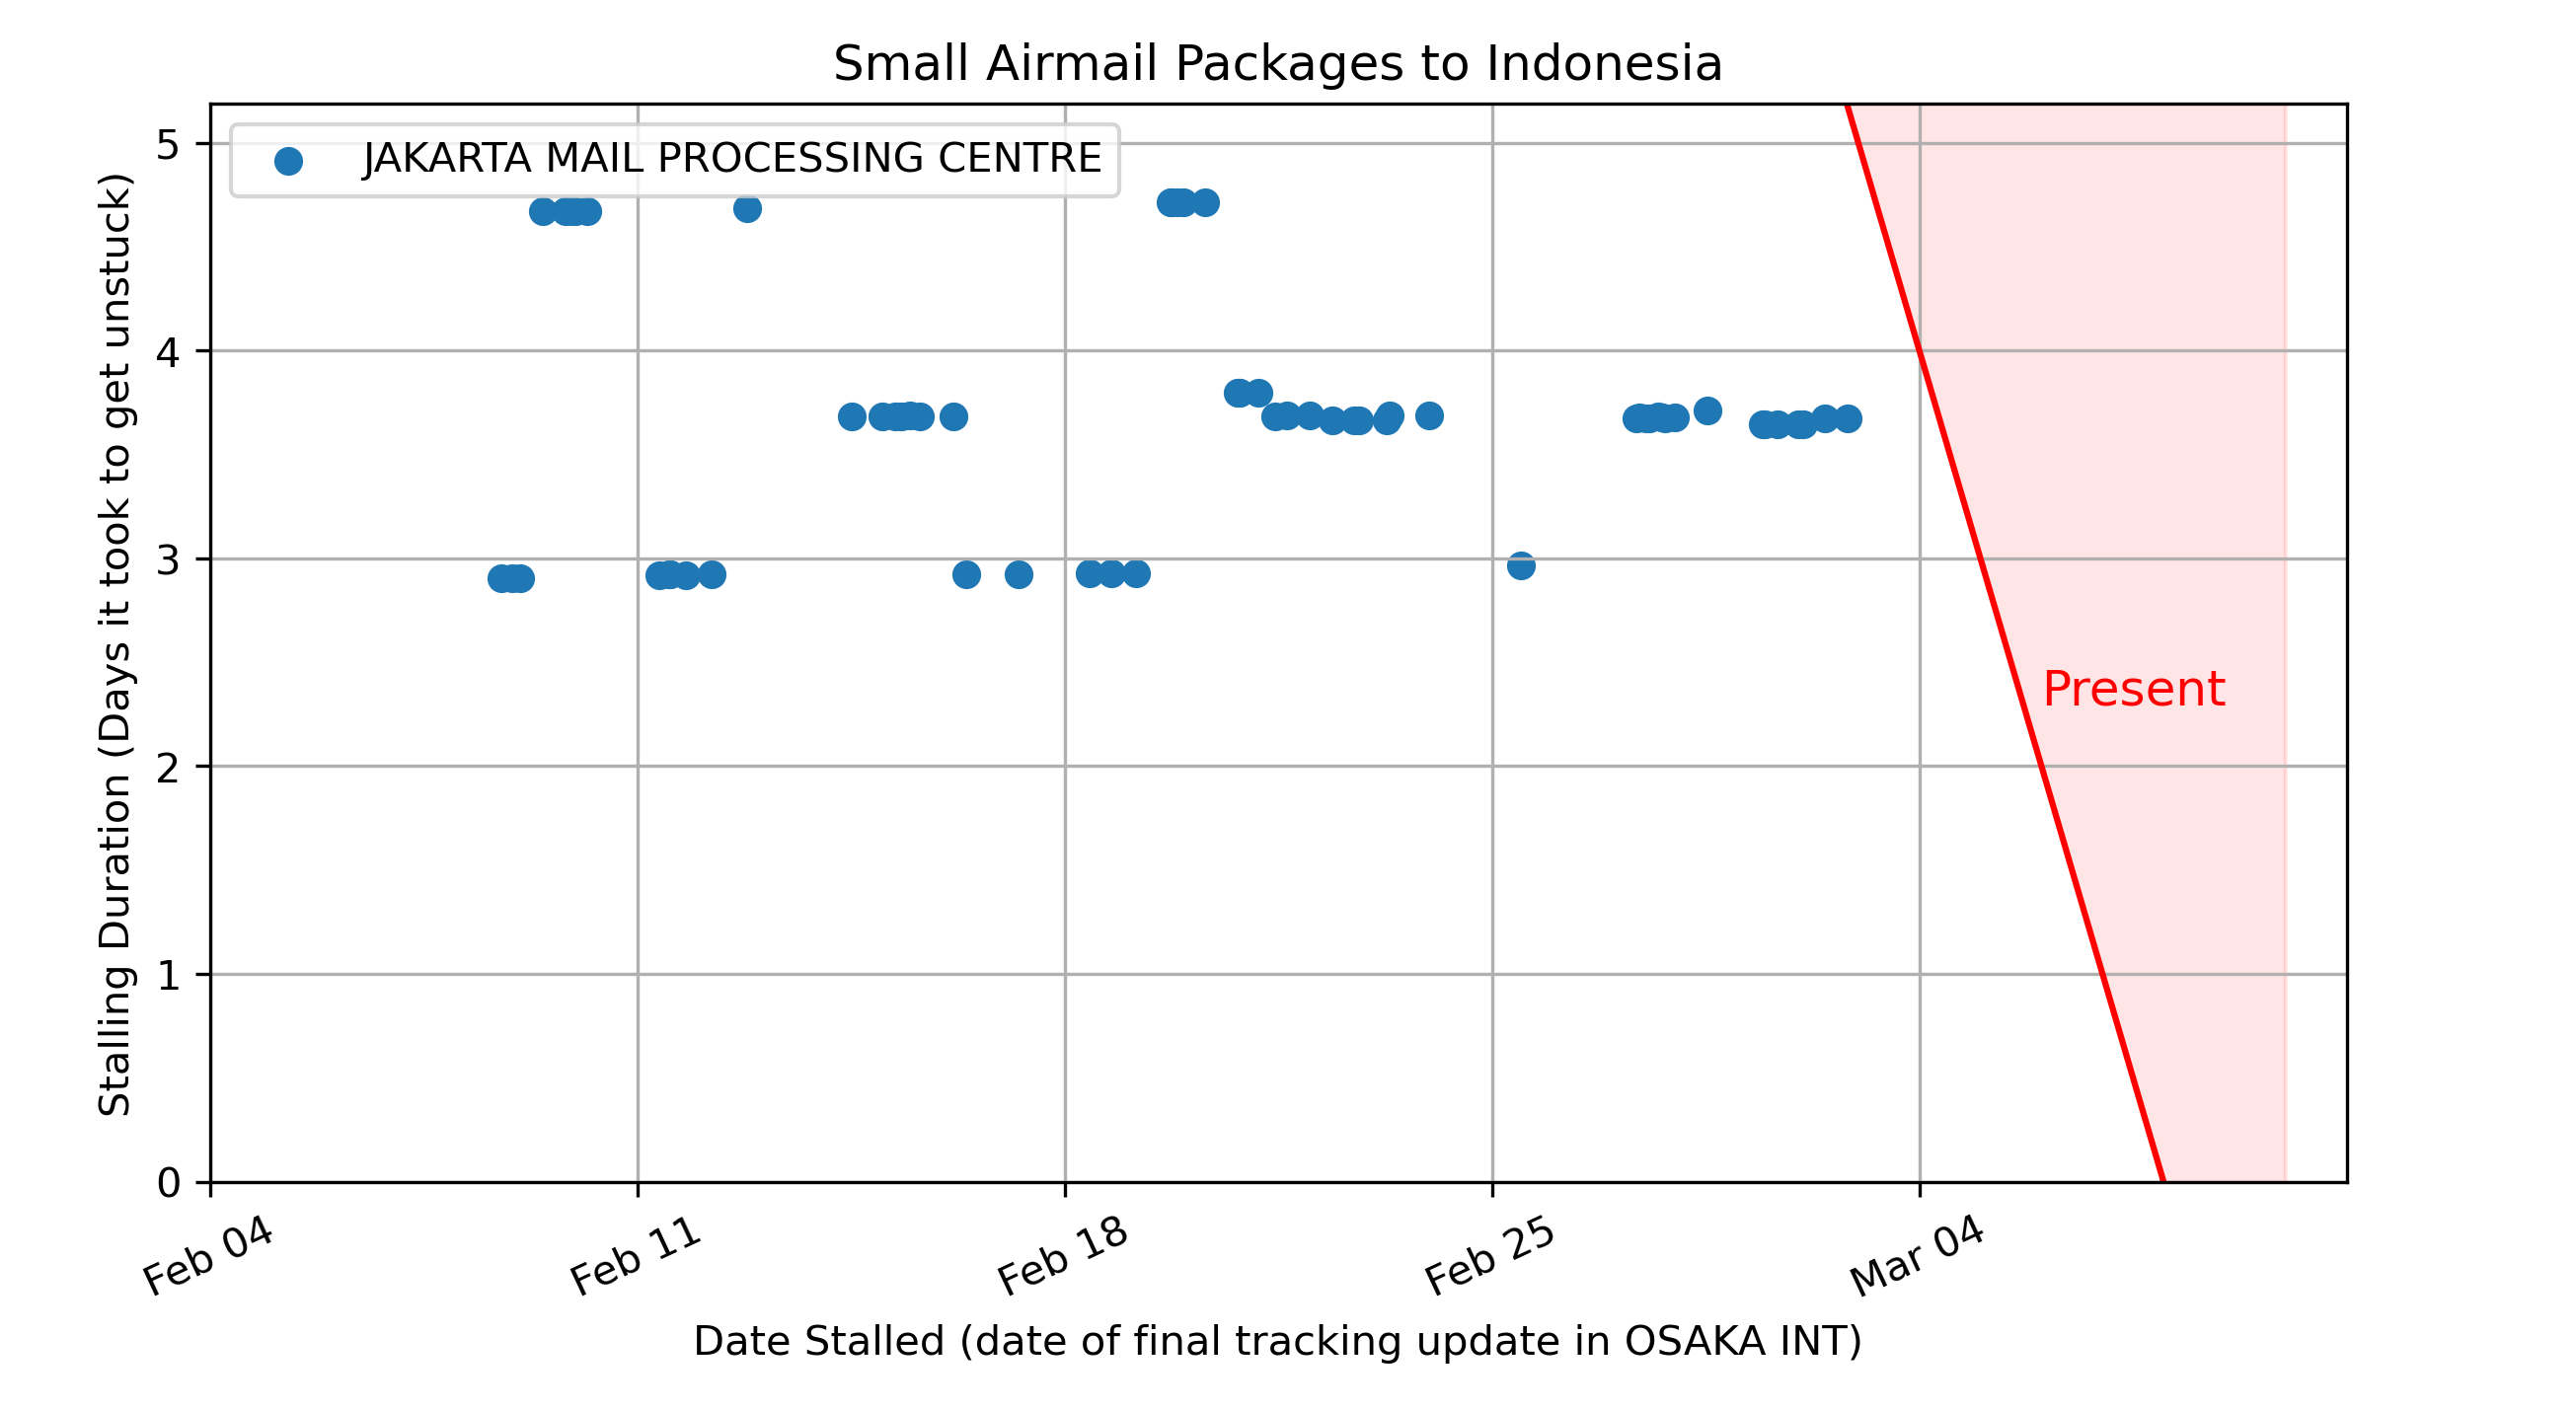 Small Airmail Packages to Indonesia
JAKARTA MAIL PROCESSING CENTRE
Stalling Duration (Days it took to get unstuck)
5
4
3
2
1
0
Present
Feb 04
Feb 11
Feb 18
Feb 25
Mar 04
Date Stalled (date of final tracking update in OSAKA INT)